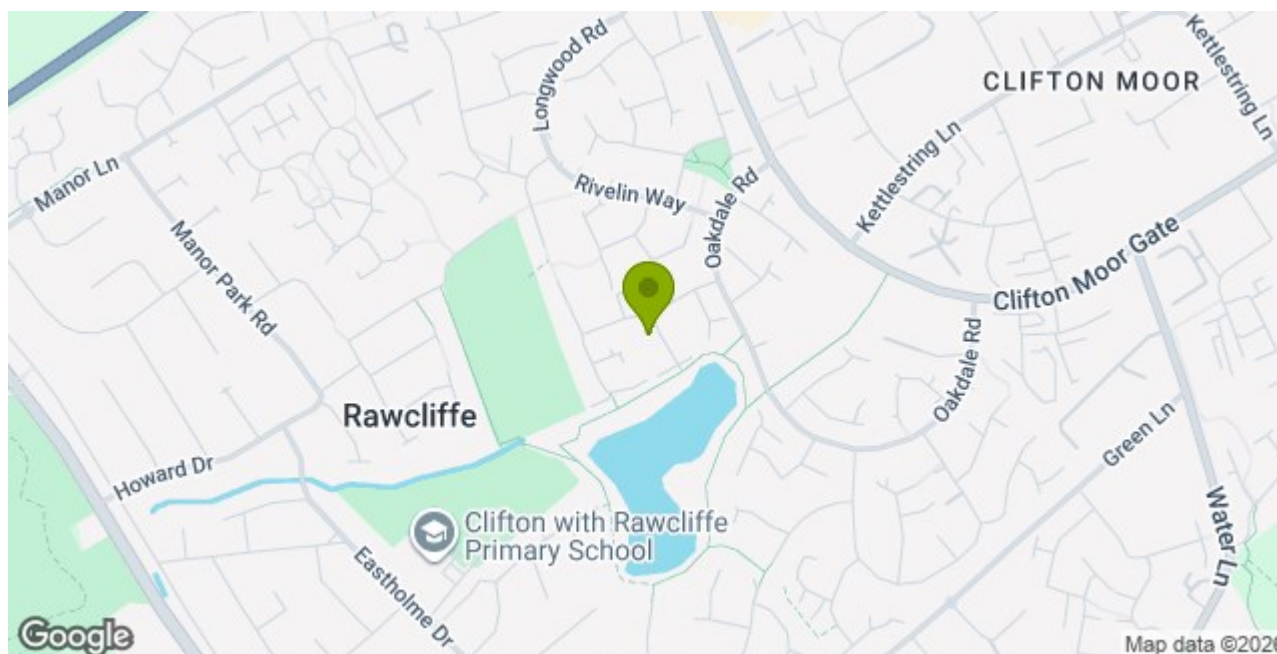 Longwood Rd
CLIFTON MOOR
Kettlestring Ln
Kettlestring Ln
Manor Ln
Rivelin Way
Oakdale Rd
Manor Park Rd
Clifton Moor Gate
Rawcliffe
Oakdale Rd
Green Ln
Howard Dr
Clifton with Rawcliffe
Primary School
Water Ln
Eastholme Dr
Google
Map data ©2026